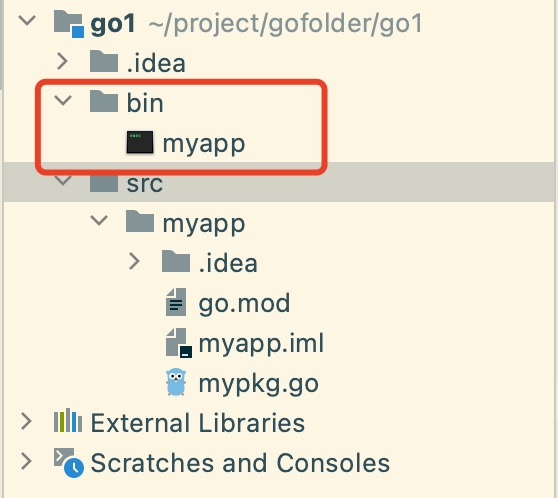 go1 ~/project/gofolder/go1
.idea
bin
myapp
src
myapp
.idea
go.mod
myapp.iml
mypkg.go
External Libraries
Scratches and Consoles